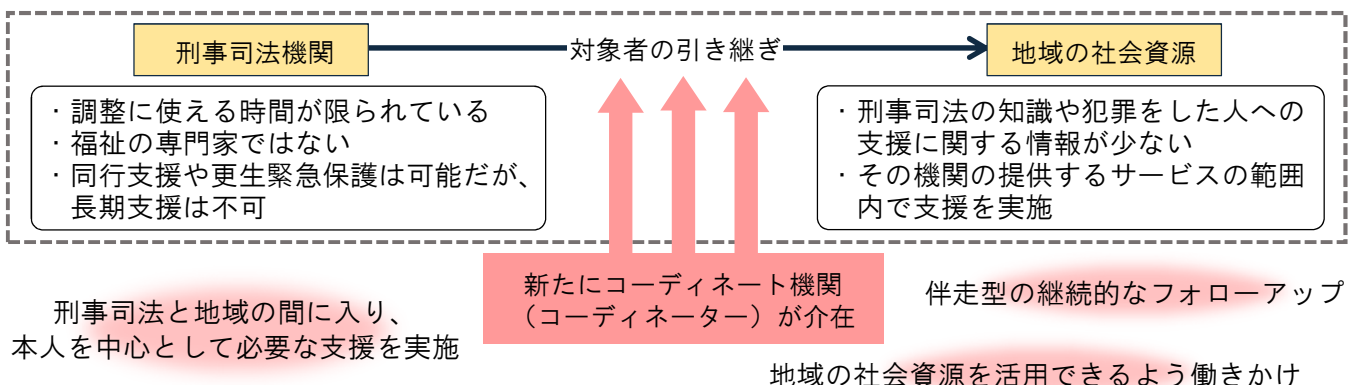 刑事司法機関
対象者の引き継ぎ
地域の社会資源
・調整に使える時間が限られている
・福祉の専門家ではない
・同行支援や更生緊急保護は可能だが、
長期支援は不可
・刑事司法の知識や犯罪をした人への
支援に関する情報が少ない
・その機関の提供するサービスの範囲
内で支援を実施
新たにコーディネート機関
（コーディネーター）が介在
刑事司法と地域の間に入り、
本人を中心として必要な支援を実施
伴走型の継続的なフォローアップ
地域の社会資源を活用できるよう働きかけ